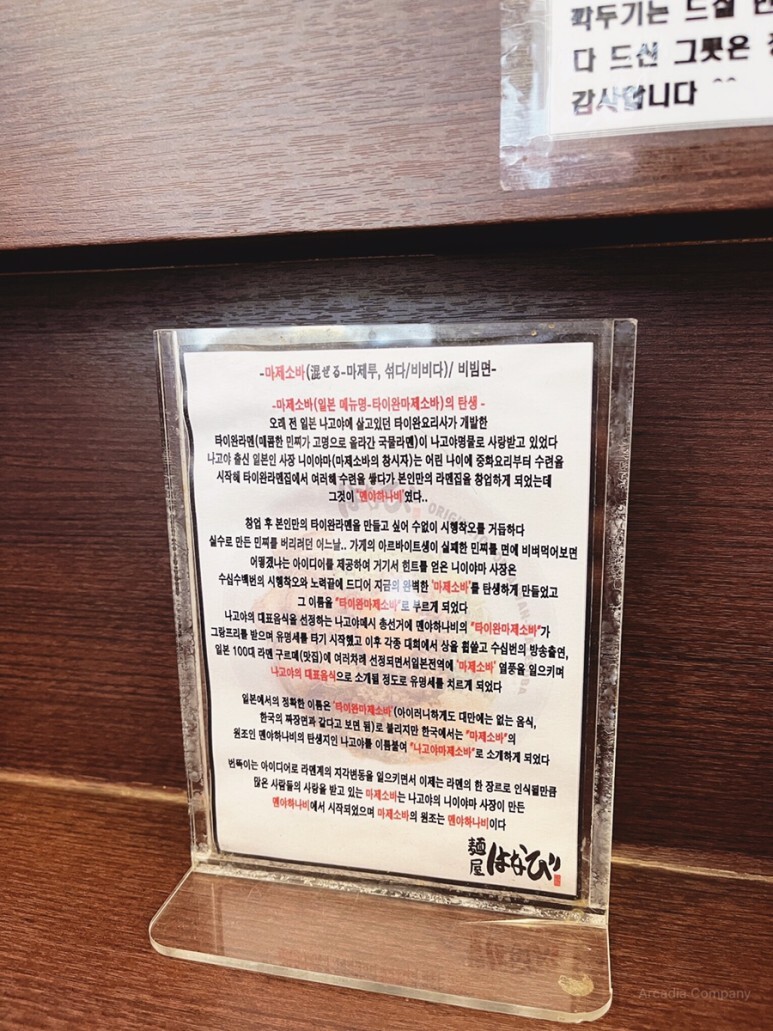 깍두기는 드실
다 드신 그릇은
감사합니다 ^^
-마제소바(混ぜる-마제루, 섞다/비비다)/ 비빔면-
-마제소바(일본 메뉴명-타이완마제소바)의 탄생 -
오래 전 일본 나고야에 살고있던 타이완요리사가 개발한
타이완라멘(매콤한 민찌가 고명으로 올라간 국물라멘)이 나고야명물로 사랑받고 있었다
나고야 출신 일본인 사장 니이야마(마제소바의 창시자)는 어린 나이에 중화요리부터 수련을
시작해 타이완라멘집에서 여러해 수련을 쌓다가 본인만의 라멘집을 창업하게 되었는데
그것이 '멘야하나비'였다..
창업 후 본인만의 타이완라멘을 만들고 싶어 수없이 시행착오를 거듭하다
실수로 만든 민찌를 버리려던 어느날.. 가게의 아르바이트생이 실패한 민찌를 면에 비벼먹어보면
어떻겠냐는 아이디어를 제공하여 거기서 힌트를 얻은 니이야마 사장은
수십수백번의 시행착오와 노력끝에 드디어 지금의 완벽한 '마제소바'를 탄생하게 만들었고
그 이름을 "타이완마제소바"로 부르게 되었다
나고야의 대표음식을 선정하는 나고야메시 총선거에 멘야하나비의 "타이완마제소바"가
그랑프리를 받으며 유명세를 타기 시작했고 이후 각종 대회에서 상을 휩쓸고 수십번의 방송출연,
일본 100대 라멘 구르메(맛집)에 여러차례 선정되면서일본전역에 '마제소바' 열풍을 일으키며
나고야의 대표음식으로 소개될 정도로 유명세를 치르게 되었다
일본에서의 정확한 이름은 '타이완마제소바'(아이러니하게도 대만에는 없는 음식,
한국의 짜장면과 같다고 보면 됨)로 불리지만 한국에서는 "마제소바"의
원조인 멘야하나비의 탄생지인 나고야를 이름붙여 "나고야마제소바"로 소개하게 되었다
번뜩이는 아이디어로 라멘계의 지각변동을 일으키면서 이제는 라멘의 한 장르로 인식될만큼
많은 사람들의 사랑을 받고 있는 마제소바는 나고야의 니이야마 사장이 만든
멘야하나비에서 시작되었으며 마제소바의 원조는 멘야하나비이다
麺屋 はなび
Arcadia Company